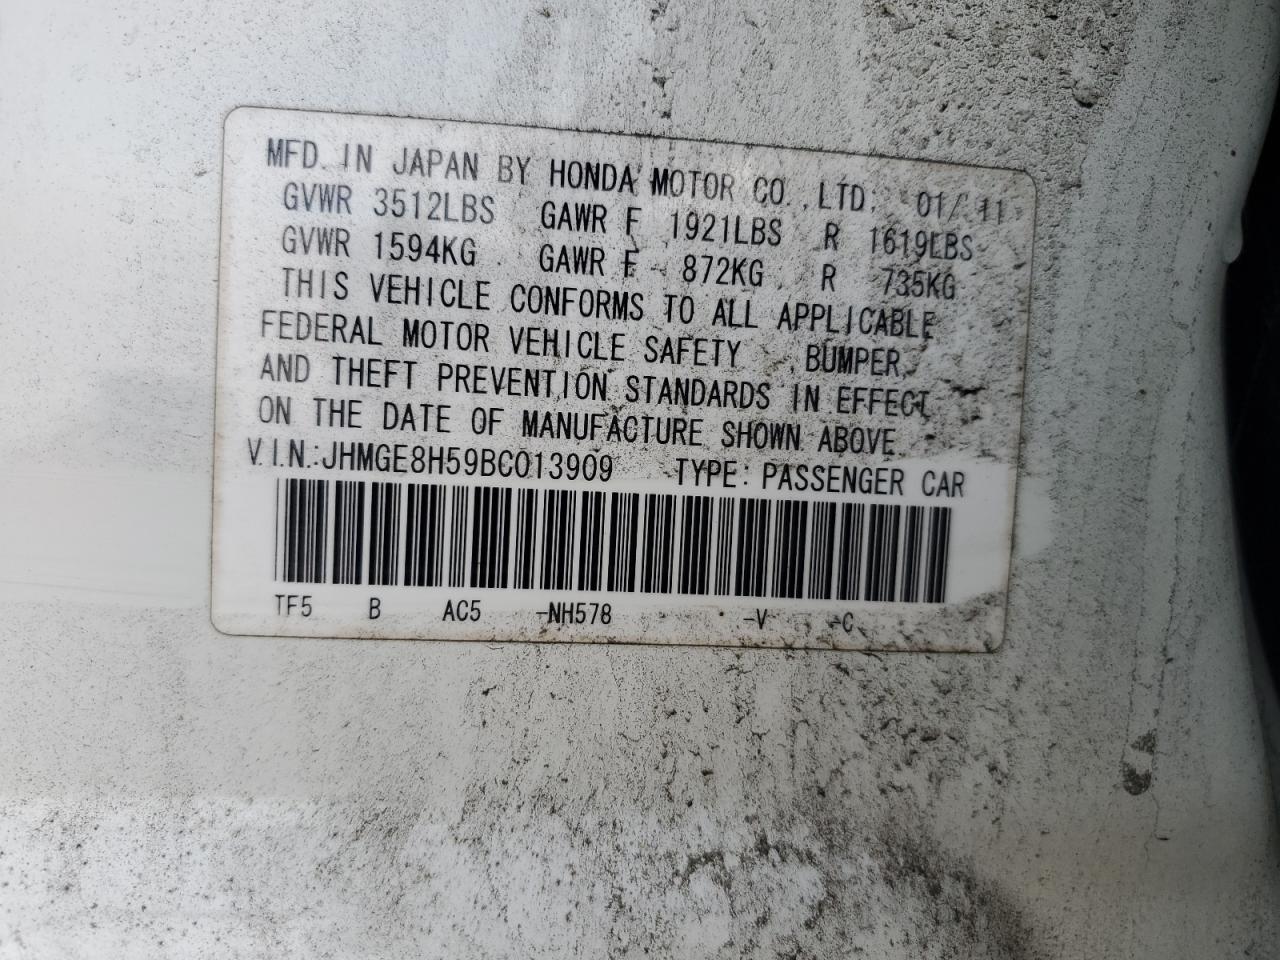 MFD. IN JAPAN BY HONDA MOTOR CO.,LTD. 01/11
GVWR 3512LBS GAWR F 1921LBS R 1619LBS
GVWR 1594KG GAWR F 872KG R 735KG
THIS VEHICLE CONFORMS TO ALL APPLICABLE
FEDERAL MOTOR VEHICLE SAFETY , BUMPER,
AND THEFT PREVENTION STANDARDS IN EFFECT
ON THE DATE OF MANUFACTURE SHOWN ABOVE.
V.I.N.:JHMGE8H59BC013909 TYPE: PASSENGER CAR
TF5 B AC5 -NH578 -V -C